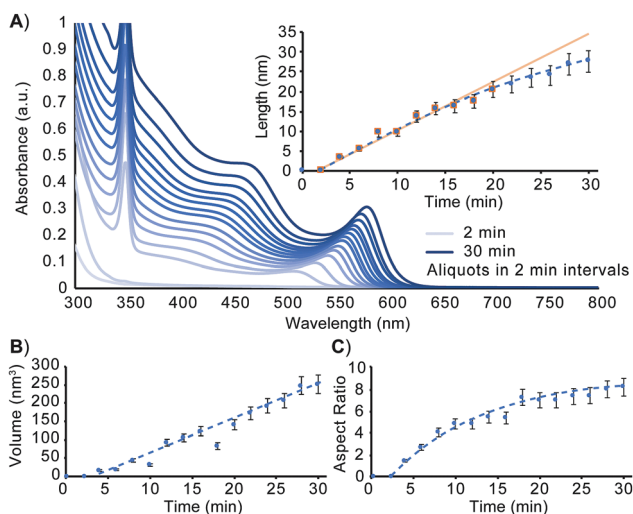 A)
Absorbance (a.u.)
1
0.9
0.8
0.7
0.6
0.5
0.4
0.3
0.2
0.1
0
300 350 400 450 500 550 600 650 700 750 800
Wavelength (nm)
Length (nm)
35
30
25
20
15
10
5
0
0 5 10 15 20 25 30
Time (min)
2 min
30 min
Aliquots in 2 min intervals
B)
Volume (nm³)
300
250
200
150
100
50
0
0 5 10 15 20 25 30
Time (min)
C)
Aspect Ratio
10
8
6
4
2
0
0 5 10 15 20 25 30
Time (min)